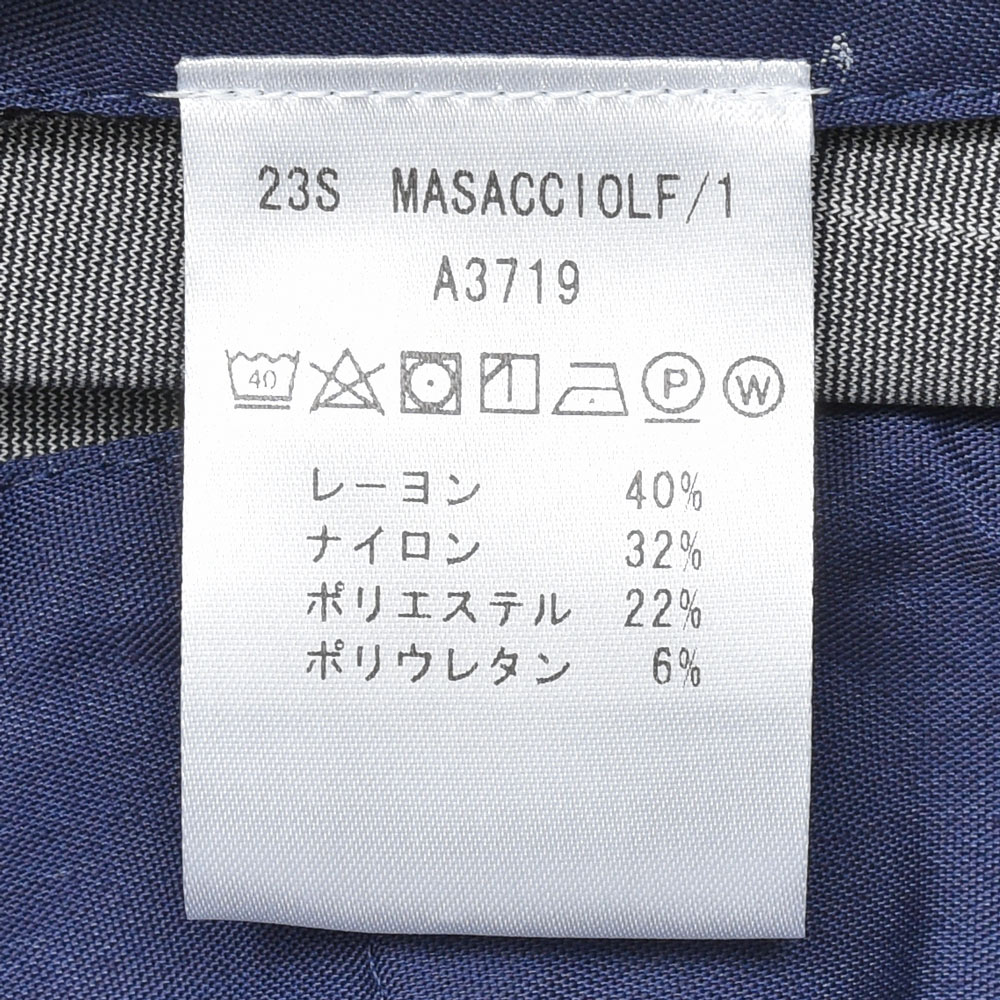 23S MASACCIOLF/1
A3719
40 P W
レーヨン 40%
ナイロン 32%
ポリエステル 22%
ポリウレタン 6%